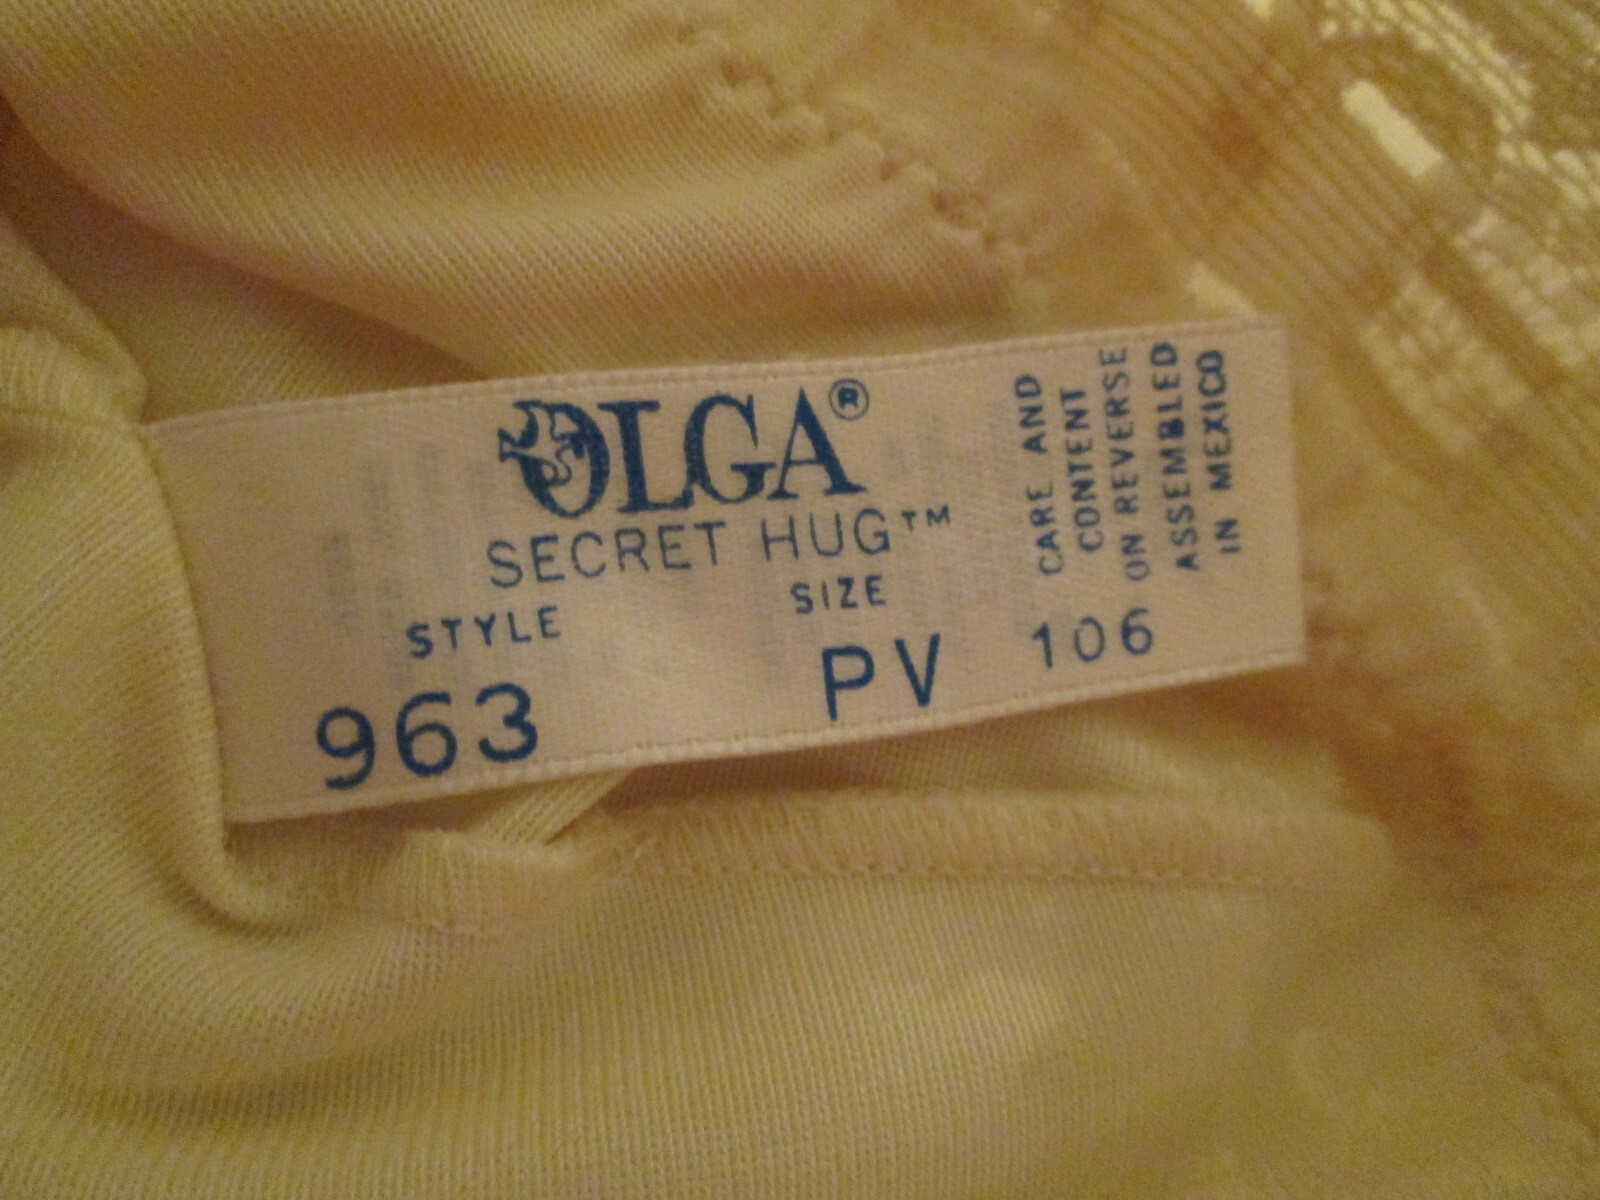 OLGA®
SECRET HUG™
STYLE SIZE
963 PV 106
CARE AND
CONTENT
ON REVERSE
ASSEMBLED
IN MEXICO